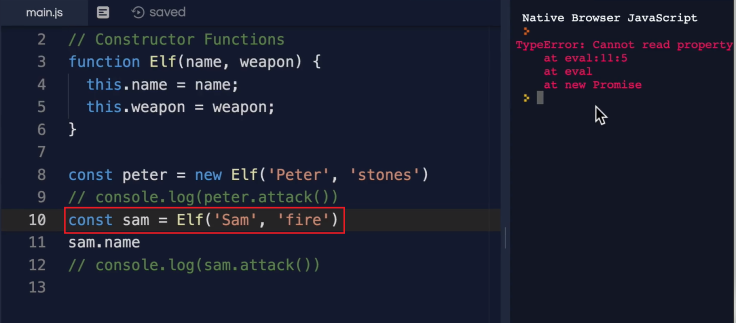 main.js
saved
2 // Constructor Functions
3 function Elf(name, weapon) {
4 this.name = name;
5 this.weapon = weapon;
6 }
7
8 const peter = new Elf('Peter', 'stones')
9 // console.log(peter.attack())
10 const sam = Elf('Sam', 'fire')
11 sam.name
12 // console.log(sam.attack())
13
Native Browser JavaScript
TypeError: Cannot read property
at eval:11:5
at eval
at new Promise